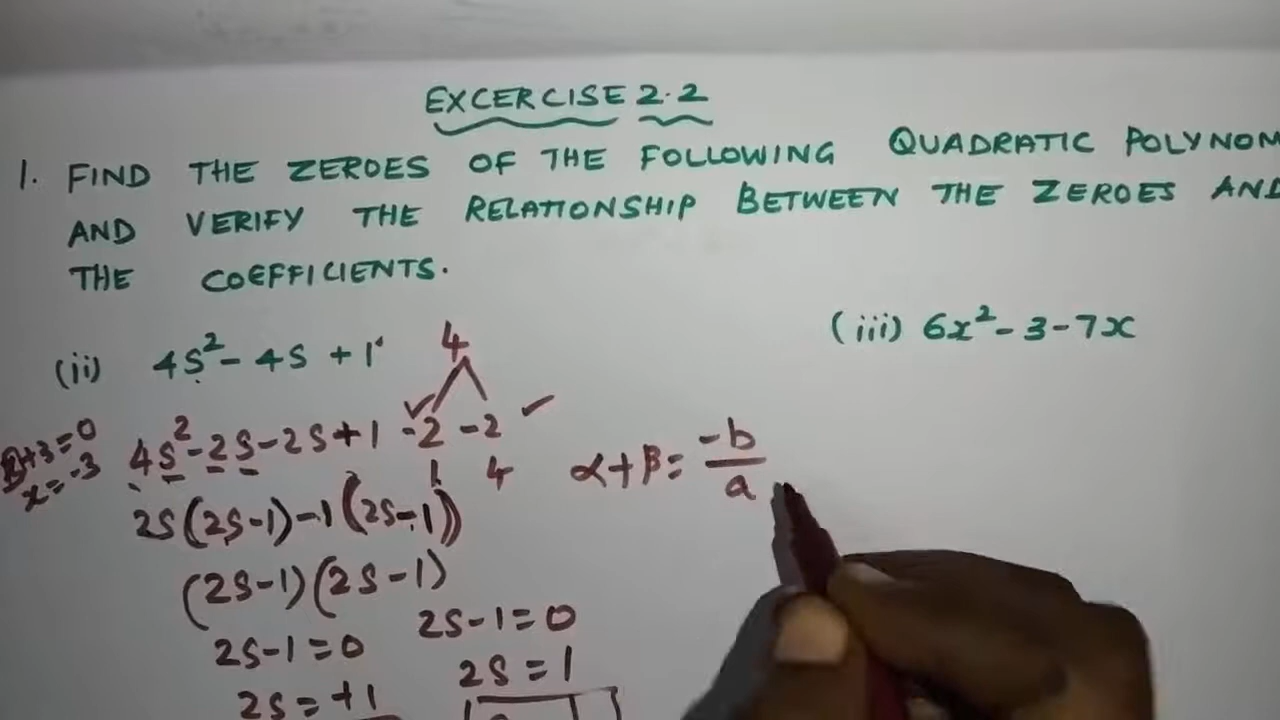 EXCERCISE 2.2
1. FIND THE ZEROES OF THE FOLLOWING QUADRATIC POLYNOM
AND VERIFY THE RELATIONSHIP BETWEEN THE ZEROES AND
THE COEFFICIENTS.
(ii) 4S² - 4S + 1
4
(iii) 6x² - 3 - 7x
4S² - 2S - 2S + 1
-2 -2
1 4
+3=0
x=-3
α+β = -b/a
2S(2S-1)-1(2S-1)
(2S-1)(2S-1)
2S-1=0
2S-1=0
2S=+1
2S=1